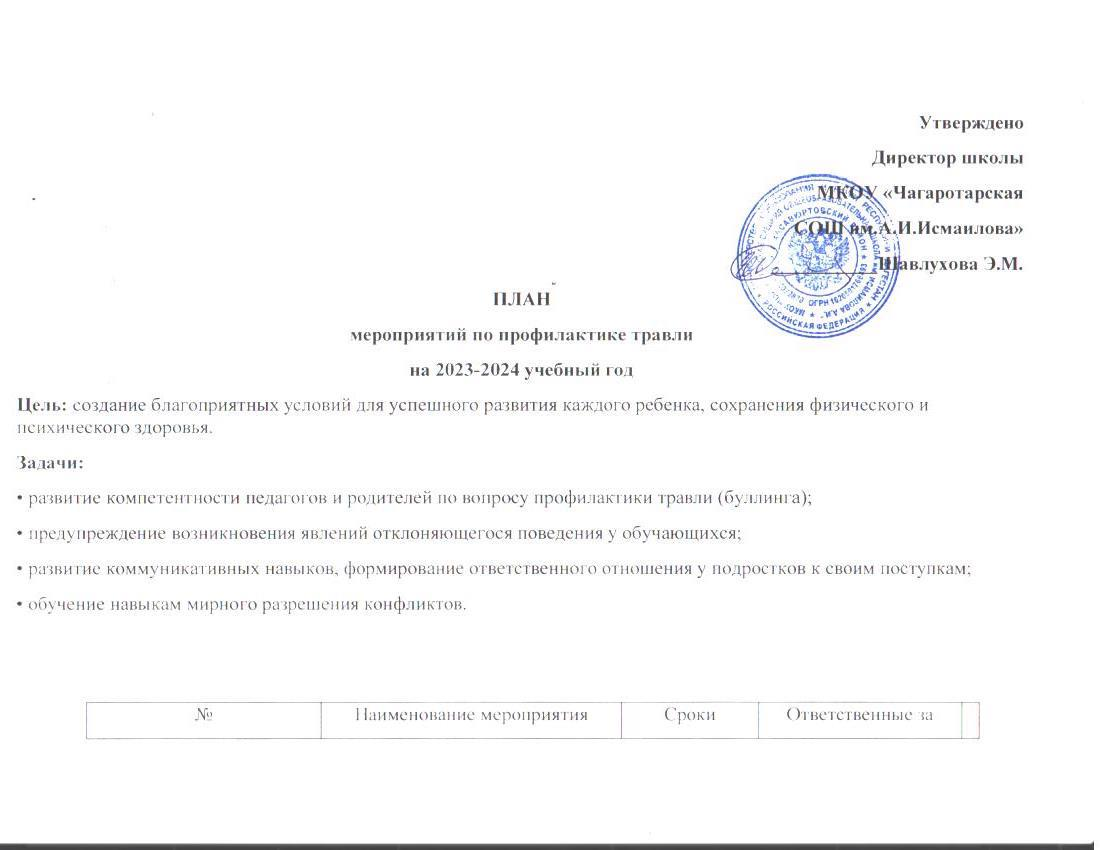 Утверждено
Директор школы
МКОУ «Чагаротарская
СОШ им.А.И.Исмаилова»
Шавлухова Э.М.
ПЛАН
мероприятий по профилактике травли
на 2023-2024 учебный год
Цель: создание благоприятных условий для успешного развития каждого ребенка, сохранения физического и
психического здоровья.
Задачи:
• развитие компетентности педагогов и родителей по вопросу профилактики травли (буллинга);
• предупреждение возникновения явлений отклоняющегося поведения у обучающихся;
• развитие коммуникативных навыков, формирование ответственного отношения у подростков к своим поступкам;
• обучение навыкам мирного разрешения конфликтов.
№ Наименование мероприятия Сроки Ответственные за
РОССИЙСКАЯ ФЕДЕРАЦИЯ